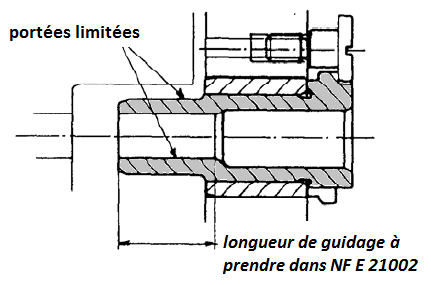 portées limitées
longueur de guidage à
prendre dans NF E 21002